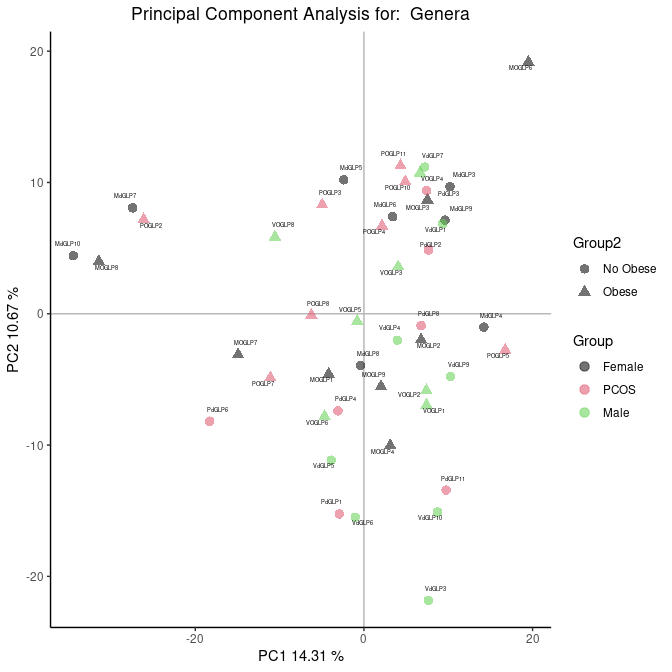 Principal Component Analysis for:  Genera
20
10
0
-10
-20
PC2 10.67 %
-20
0
20
PC1 14.31 %
MOGLP6
POGLP11
VdGLP7
MdGLP5
VOGLP4
MdGLP3
POGLP10
POGLP3
PdGLP3
MdGLP7
MdGLP6
MOGLP3
MdGLP9
POGLP2
VOGLP8
POGLP4
VdGLP1
MdGLP10
PdGLP2
MOGLP8
VOGLP3
POGLP8
VOGLP5
PdGLP8
MdGLP4
VdGLP4
MOGLP7
MOGLP2
MdGLP8
POGLP5
VdGLP9
POGLP7
MOGLP1
MOGLP9
VOGLP2
PdGLP4
PdGLP6
VOGLP1
VOGLP6
MOGLP4
VdGLP5
PdGLP11
PdGLP1
VdGLP6
VdGLP10
VdGLP3
Group2
No Obese
Obese
Group
Female
PCOS
Male